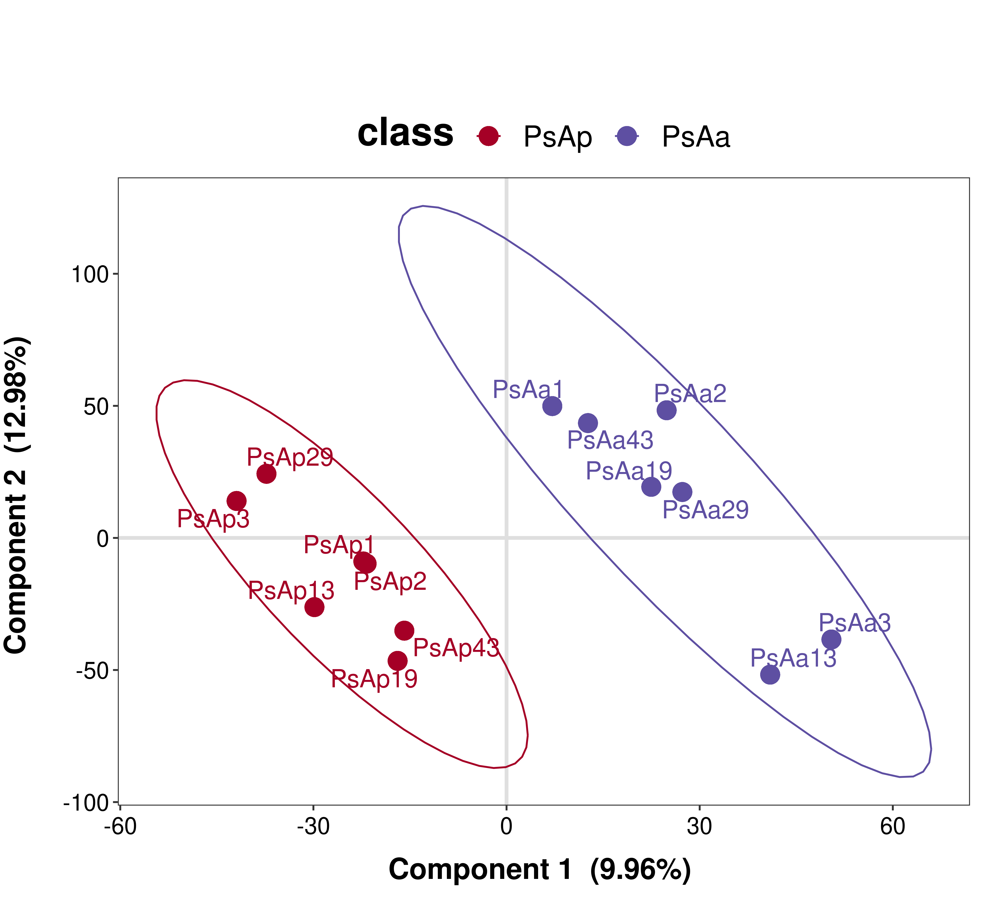 class PsAp PsAa
Component 2 (12.98%)
100
50
0
-50
-100
PsAa1
PsAa2
PsAa43
PsAp29
PsAa19
PsAa29
PsAp3
PsAp1
PsAp2
PsAp13
PsAa3
PsAp43
PsAa13
PsAp19
-60 -30 0 30 60
Component 1 (9.96%)